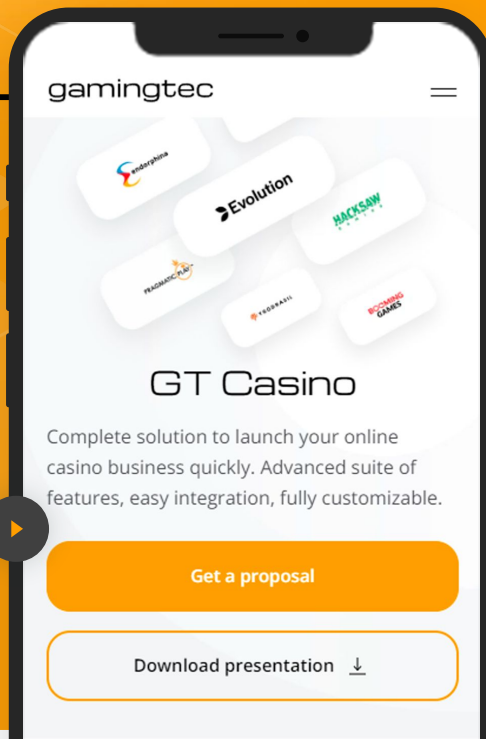 gamingtec
endorphina
Evolution
HACKSAW
GAMING
PRAGMATIC PLAY
BOOMING
GAMES
GT Casino
Complete solution to launch your online
casino business quickly. Advanced suite of
features, easy integration, fully customizable.
Get a proposal
Download presentation